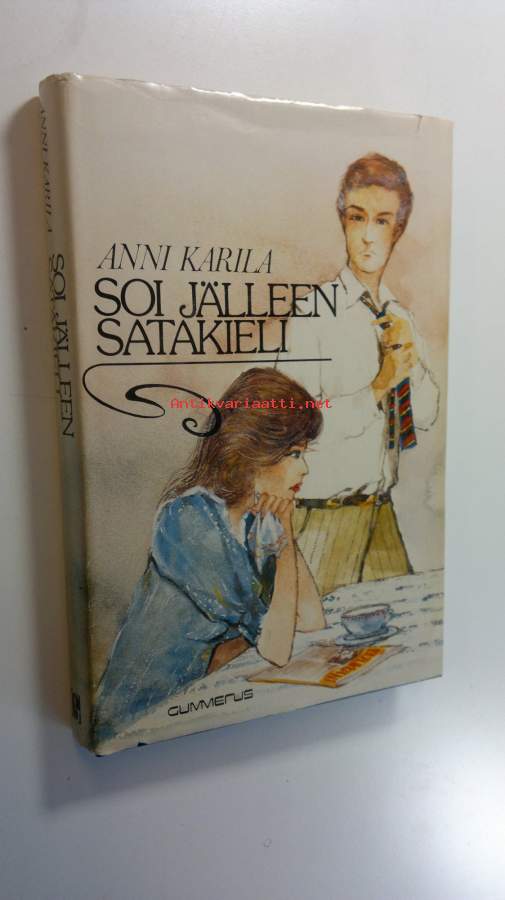 ANNI KARILA
SOI JÄLLEEN
SATAKIELI
Antikvariaatti.net
GUMMERUS
ANNI KARILA
SOI JÄLLEEN